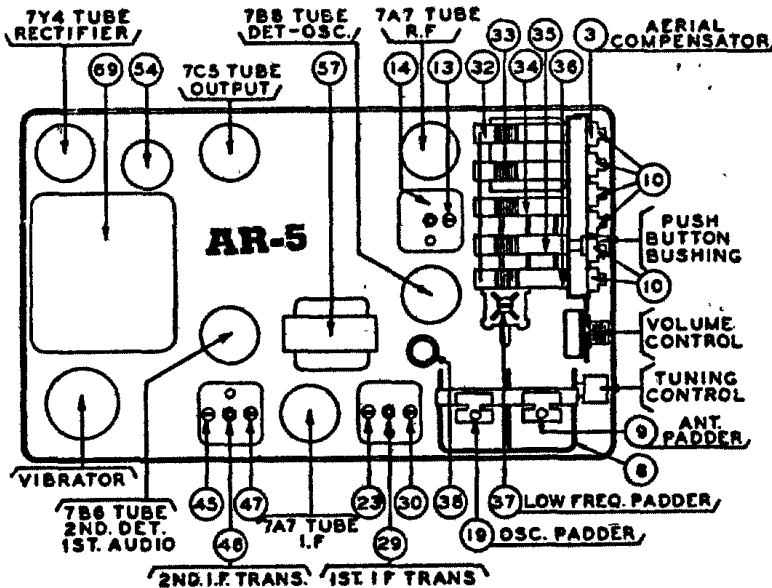 7Y4 TUBE
RECTIFIER
7B8 TUBE
DET-OSC.
7A7 TUBE
R.F
33
35
3
AERIAL
COMPENSATOR
69
54
7C5 TUBE
OUTPUT
57
14
13
32
34
36
10
AR-5
PUSH
BUTTON
BUSHING
10
VOLUME
CONTROL
TUNING
CONTROL
9
ANT.
PADDER
8
VIBRATOR
7B6 TUBE
2ND. DET.
1ST. AUDIO
45
47
7A7 TUBE
I.F
23
30
38
37
LOW FREQ. PADDER
46
29
19
OSC. PADDER
2ND. I.F. TRANS.
1ST. I F TRANS